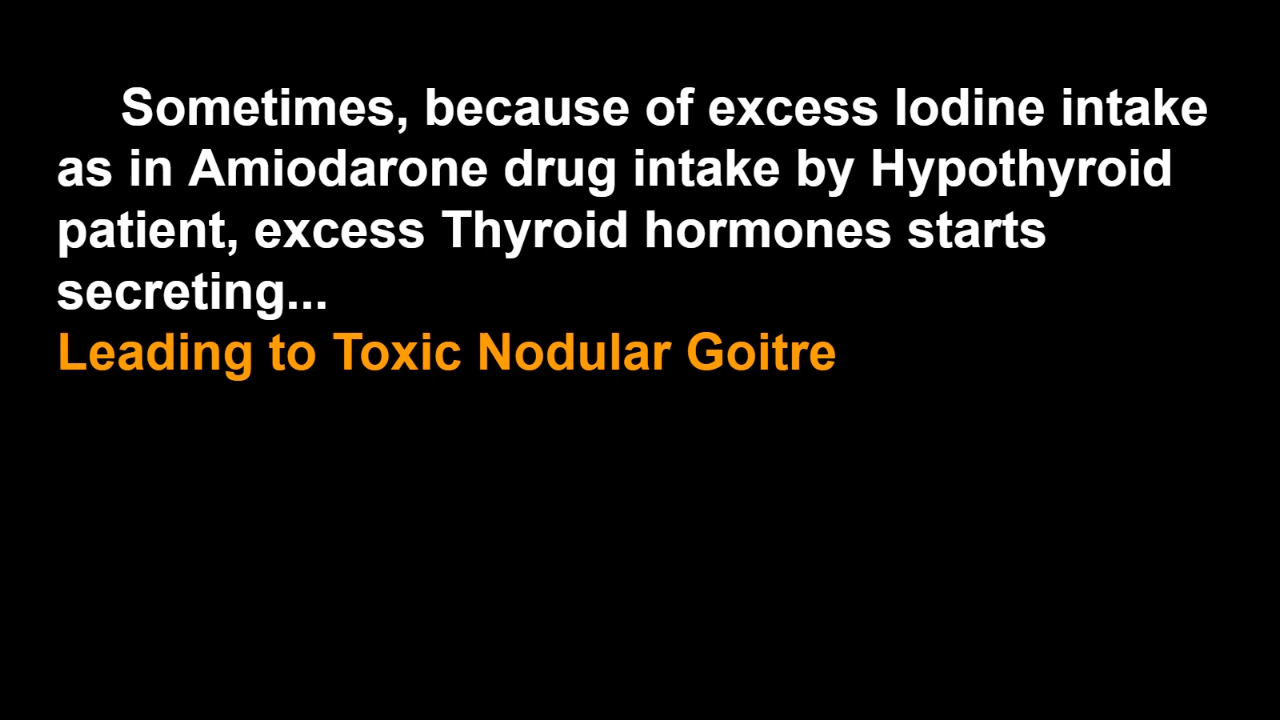 Sometimes, because of excess Iodine intake
as in Amiodarone drug intake by Hypothyroid
patient, excess Thyroid hormones starts
secreting...
Leading to Toxic Nodular Goitre